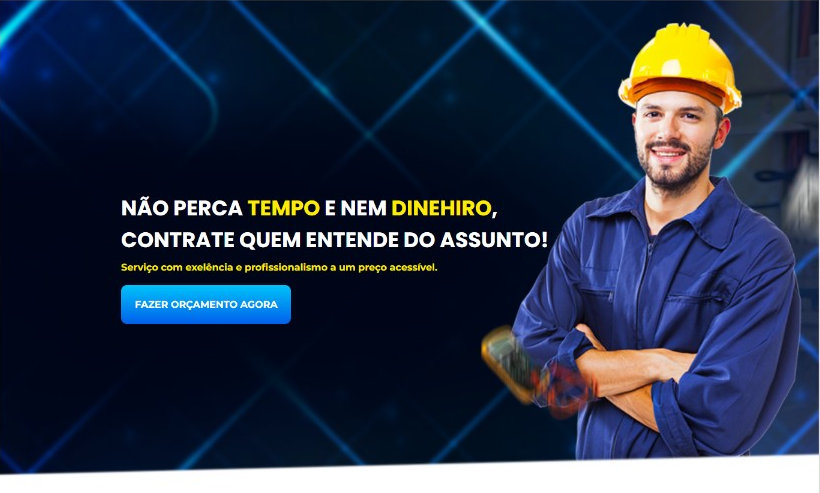 NÃO PERCA TEMPO E NEM DINEHIRO,
CONTRATE QUEM ENTENDE DO ASSUNTO!
Serviço com exelência e profissionalismo a um preço acessível.
FAZER ORÇAMENTO AGORA